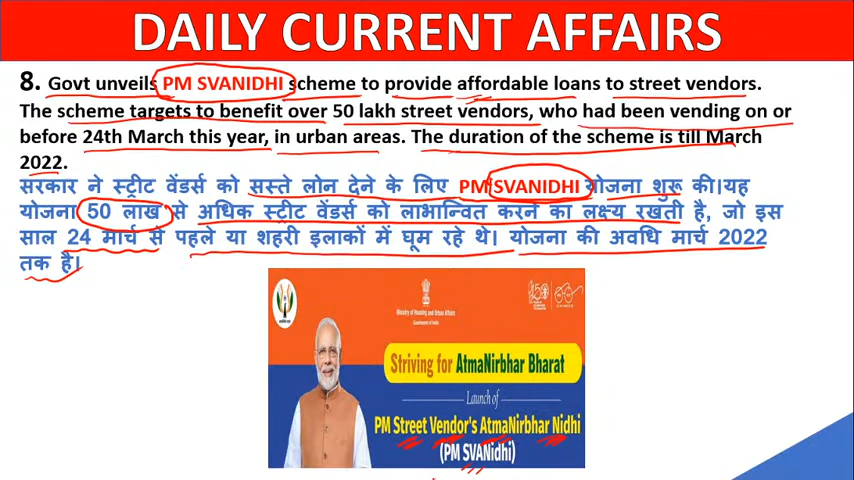 DAILY CURRENT AFFAIRS
8. Govt unveils PM SVANIDHI scheme to provide affordable loans to street vendors.
The scheme targets to benefit over 50 lakh street vendors, who had been vending on or
before 24th March this year, in urban areas. The duration of the scheme is till March
2022.
सरकार ने स्ट्रीट वेंडर्स को सस्ते लोन देने के लिए PM SVANIDHI योजना शुरू की।यह
योजना 50 लाख से अधिक स्ट्रीट वेंडर्स को लाभान्वित करने का लक्ष्य रखती है, जो इस
साल 24 मार्च से पहले या शहरी इलाकों में घूम रहे थे। योजना की अवधि मार्च 2022
तक है।
Ministry of Housing and Urban Affairs
Government of India
Striving for AtmaNirbhar Bharat
Launch of
PM Street Vendor's AtmaNirbhar Nidhi
(PM SVANidhi)